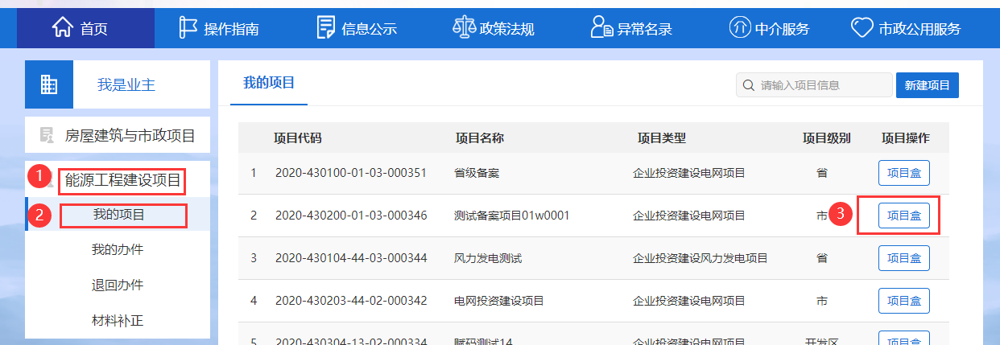 首页 操作指南 信息公示 政策法规 异常名录 中介服务 市政公用服务
我是业主
房屋建筑与市政项目
1 能源工程建设项目
2 我的项目
我的办件
退回办件
材料补正
我的项目
请输入项目信息 新建项目
项目代码 项目名称 项目类型 项目级别 项目操作
1 2020-430100-01-03-000351 省级备案 企业投资建设电网项目 省 项目盒
2 2020-430200-01-03-000346 测试备案项目01w0001 企业投资建设电网项目 市 3 项目盒
3 2020-430104-44-03-000344 风力发电测试 企业投资建设风力发电项目 省 项目盒
4 2020-430203-44-02-000342 电网投资建设项目 企业投资建设电网项目 市 项目盒
5 2020-430304-13-02-000334 赋码测试14 企业投资建设电网项目 开发区 项目盒